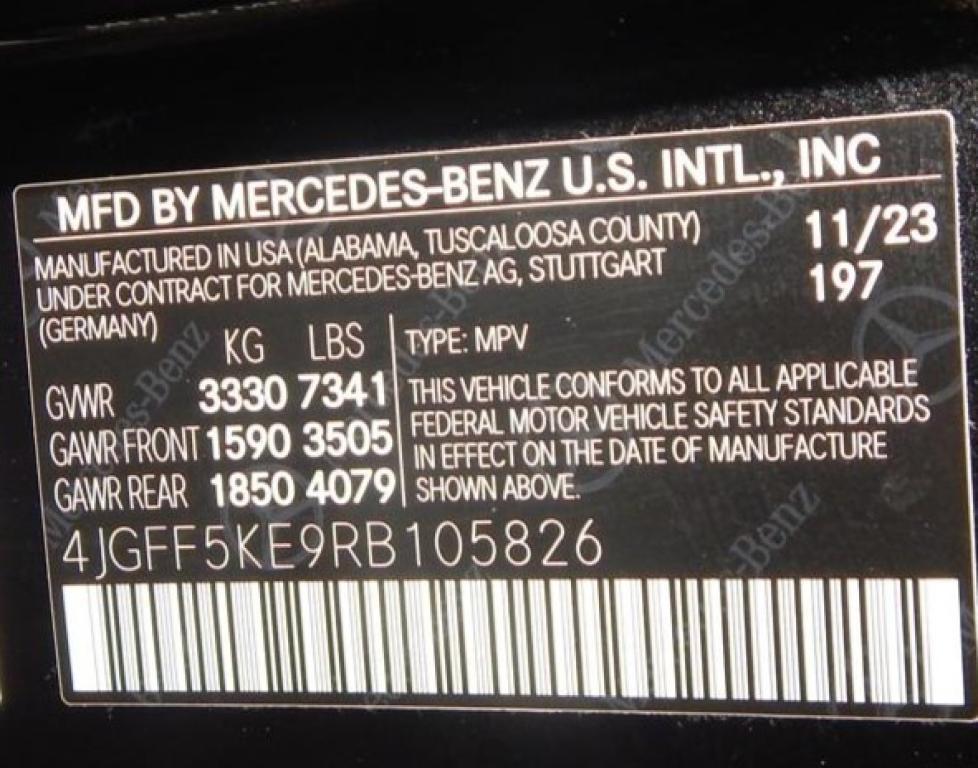 MFD BY MERCEDES-BENZ U.S. INTL., INC
MANUFACTURED IN USA (ALABAMA, TUSCALOOSA COUNTY)
UNDER CONTRACT FOR MERCEDES-BENZ AG, STUTTGART
(GERMANY)
11/23
197
KG LBS
GVWR 3330 7341
GAWR FRONT 1590 3505
GAWR REAR 1850 4079
TYPE: MPV
THIS VEHICLE CONFORMS TO ALL APPLICABLE
FEDERAL MOTOR VEHICLE SAFETY STANDARDS
IN EFFECT ON THE DATE OF MANUFACTURE
SHOWN ABOVE.
4JGFF5KE9RB105826